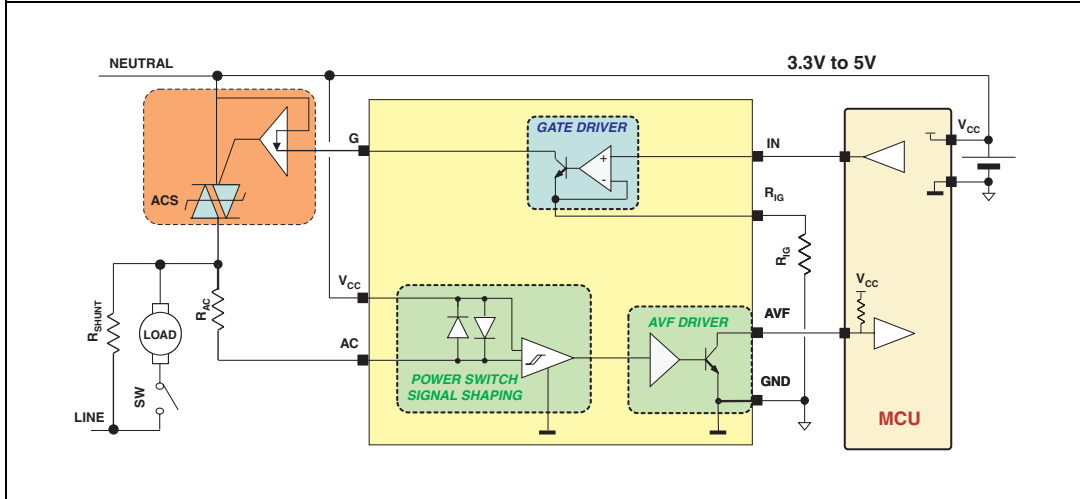 NEUTRAL
3.3V to 5V
G
GATE DRIVER
+
-
IN
VCC
ACS
RIG
RIG
VCC
VCC
RSHUNT
LOAD
RAC
AC
AVF DRIVER
AVF
POWER SWITCH
SIGNAL SHAPING
GND
SW
LINE
MCU